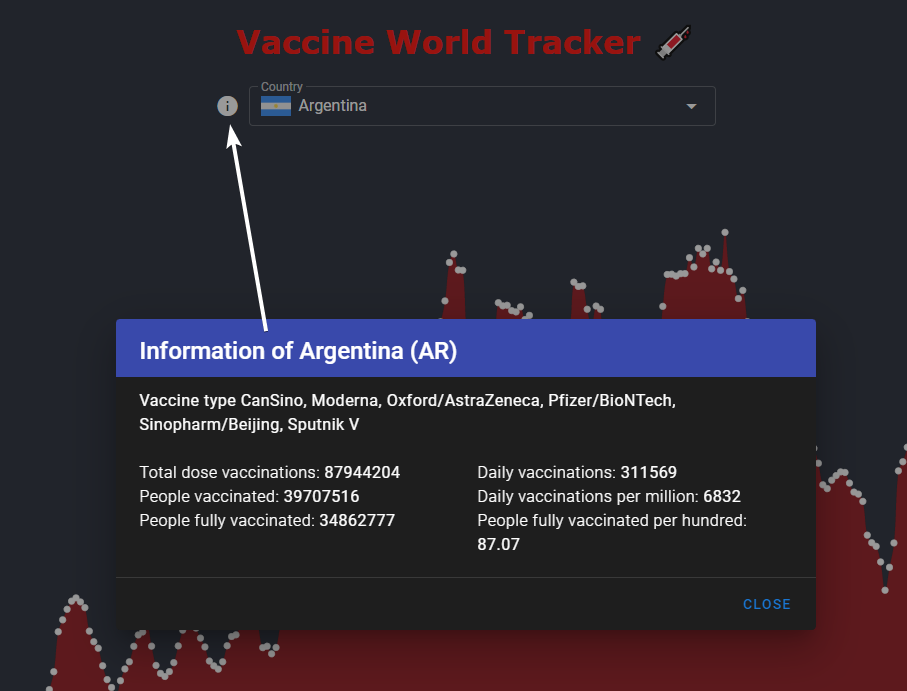 Vaccine World Tracker
Country
i
Argentina
Information of Argentina (AR)
Vaccine type CanSino, Moderna, Oxford/AstraZeneca, Pfizer/BioNTech,
Sinopharm/Beijing, Sputnik V
Total dose vaccinations: 87944204
People vaccinated: 39707516
People fully vaccinated: 34862777
Daily vaccinations: 311569
Daily vaccinations per million: 6832
People fully vaccinated per hundred:
87.07
CLOSE